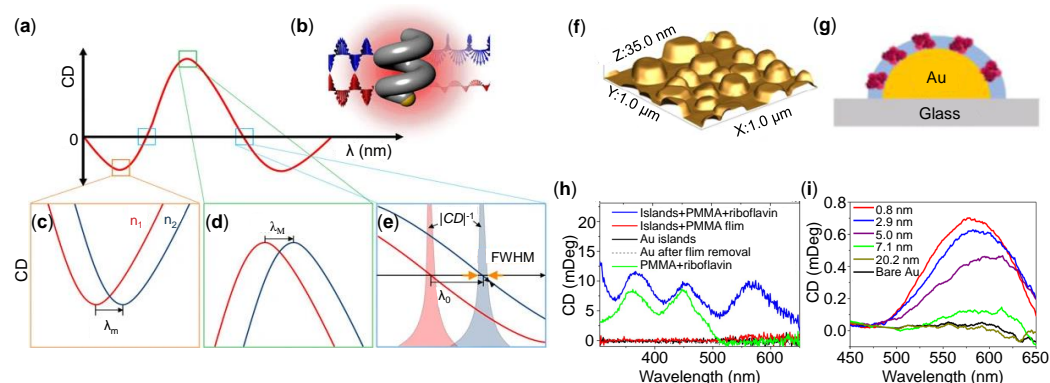 (a)
CD
0
λ (nm)
(b)
(c)
n₁
n₂
CD
λₘ
(d)
λ_M
(e)
|CD|⁻¹
FWHM
λ₀
(f)
Z:35.0 nm
Y:1.0 μm
X:1.0 μm
(g)
Au
Glass
(h)
CD (mDeg)
20
15
10
5
0
Islands+PMMA+riboflavin
Islands+PMMA flim
Au islands
Au after flim removal
PMMA+riboflavin
400
500
600
Wavelength (nm)
(i)
CD (mDeg)
0.8
0.6
0.4
0.2
0.0
0.8 nm
2.9 nm
5.0 nm
7.1 nm
20.2 nm
Bare Au
450
500
550
600
650
Wavelength (nm)